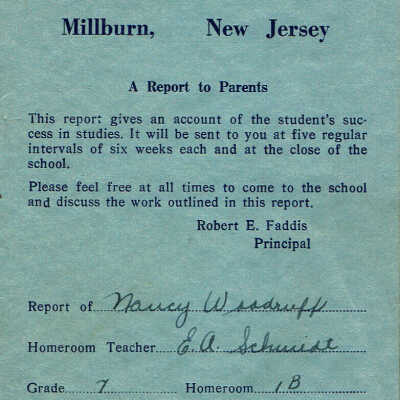 Millburn, New Jersey
A Report to Parents
This report gives an account of the student's suc-
cess in studies. It will be sent to you at five regular
intervals of six weeks each and at the close of the
school.
Please feel free at all times to come to the school
and discuss the work outlined in this report.
Robert E. Faddis
Principal
Report of Nancy Woodruff
Homeroom Teacher E.A. Schmidt
Grade 7 Homeroom 1B